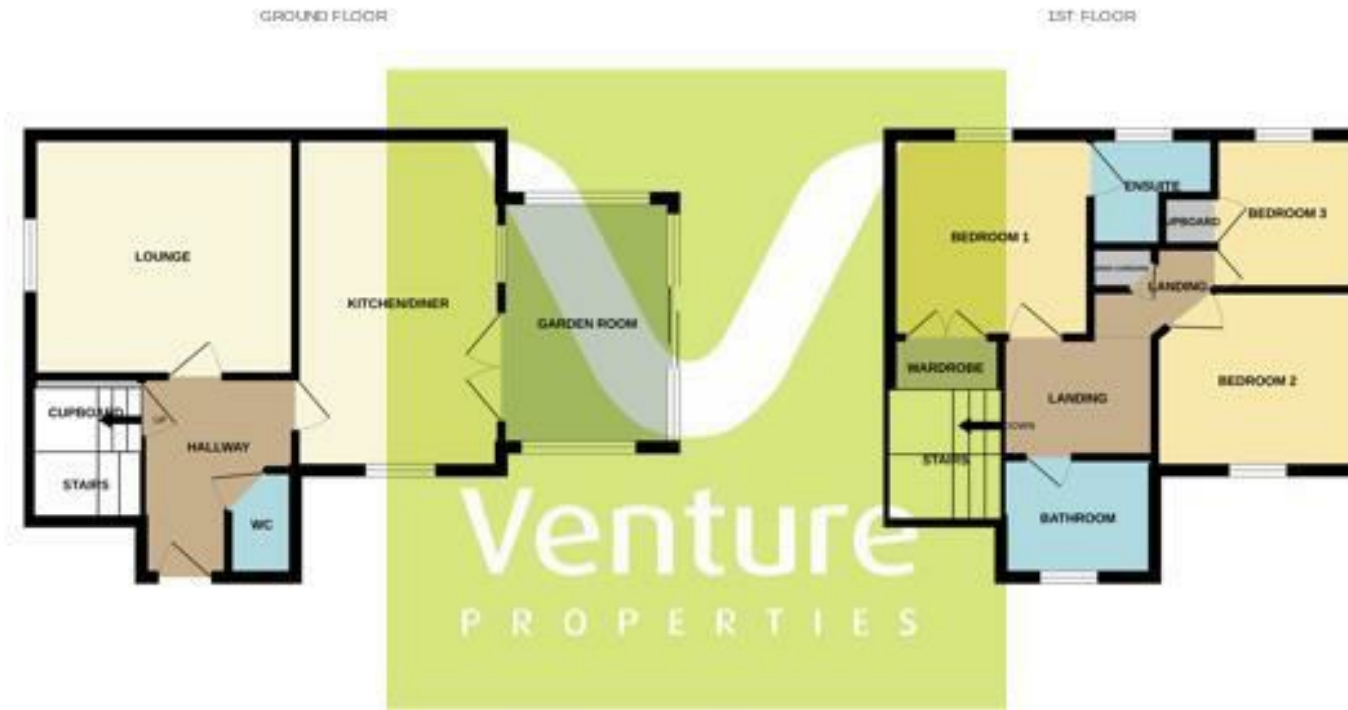 GROUND FLOOR
1ST FLOOR
LOUNGE
KITCHEN/DINER
GARDEN ROOM
CUPBOARD
UP
HALLWAY
STAIRS
WC
BEDROOM 1
ENSUITE
UPBOARD
BEDROOM 3
LANDING
WARDROBE
LANDING
BEDROOM 2
DOWN
STAIRS
BATHROOM
Venture
PROPERTIES